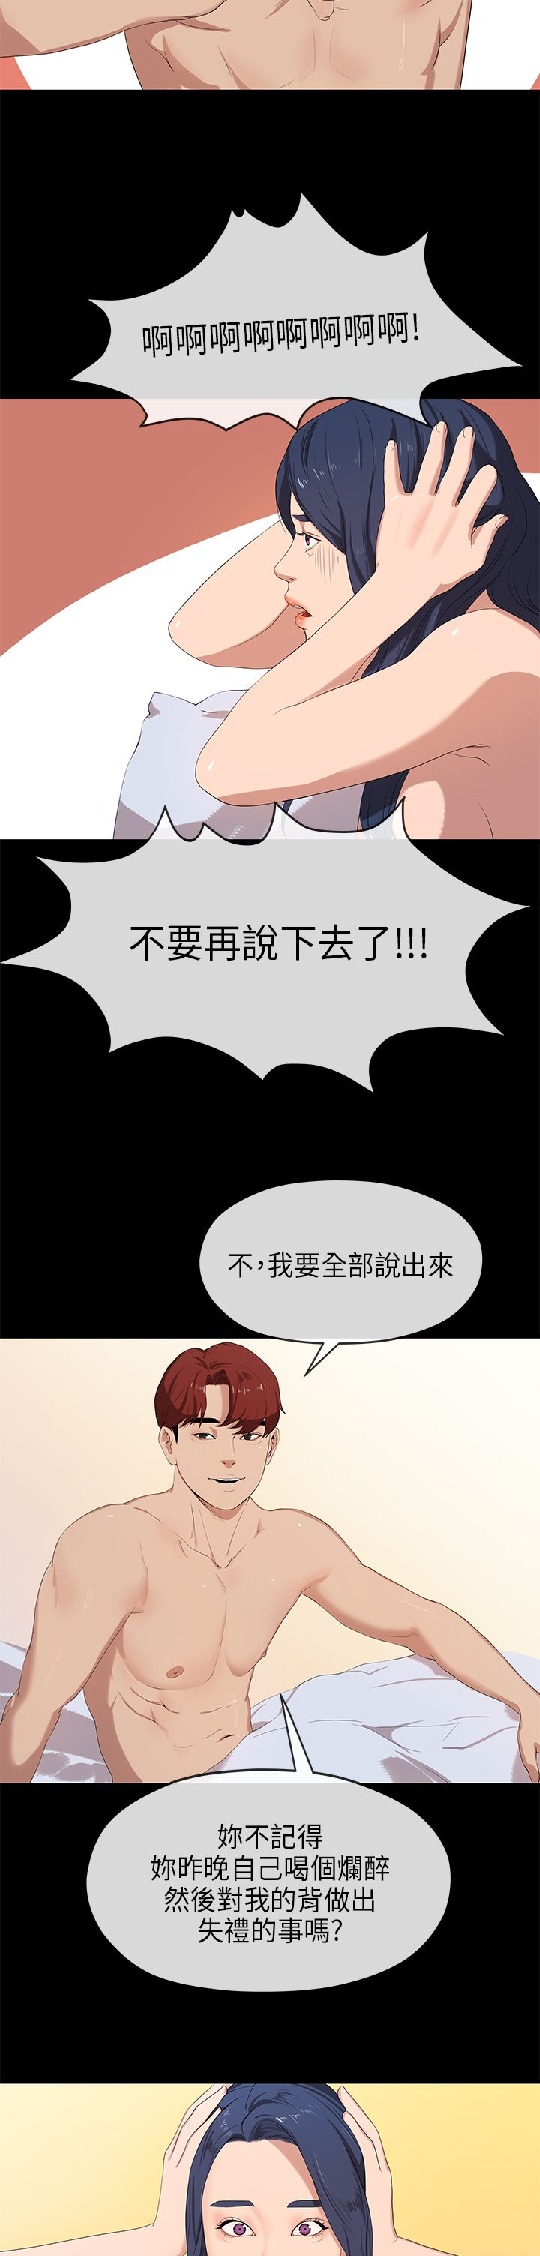 啊啊啊啊啊啊啊啊!
不要再說下去了!!!
不，我要全部說出來
妳不記得
妳昨晚自己喝個爛醉
然後對我的背做出
失禮的事嗎?